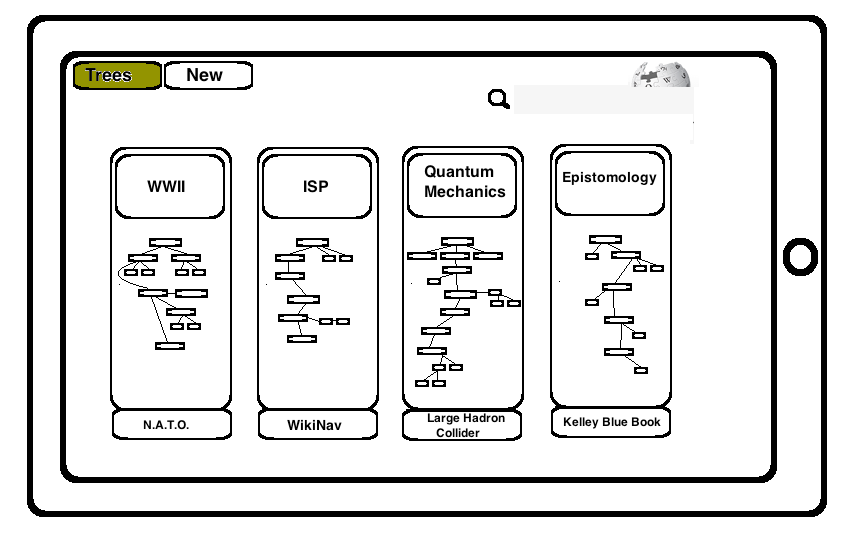 Trees
New
WWII
ISP
Quantum
Mechanics
Epistomology
N.A.T.O.
WikiNav
Large Hadron
Collider
Kelley Blue Book